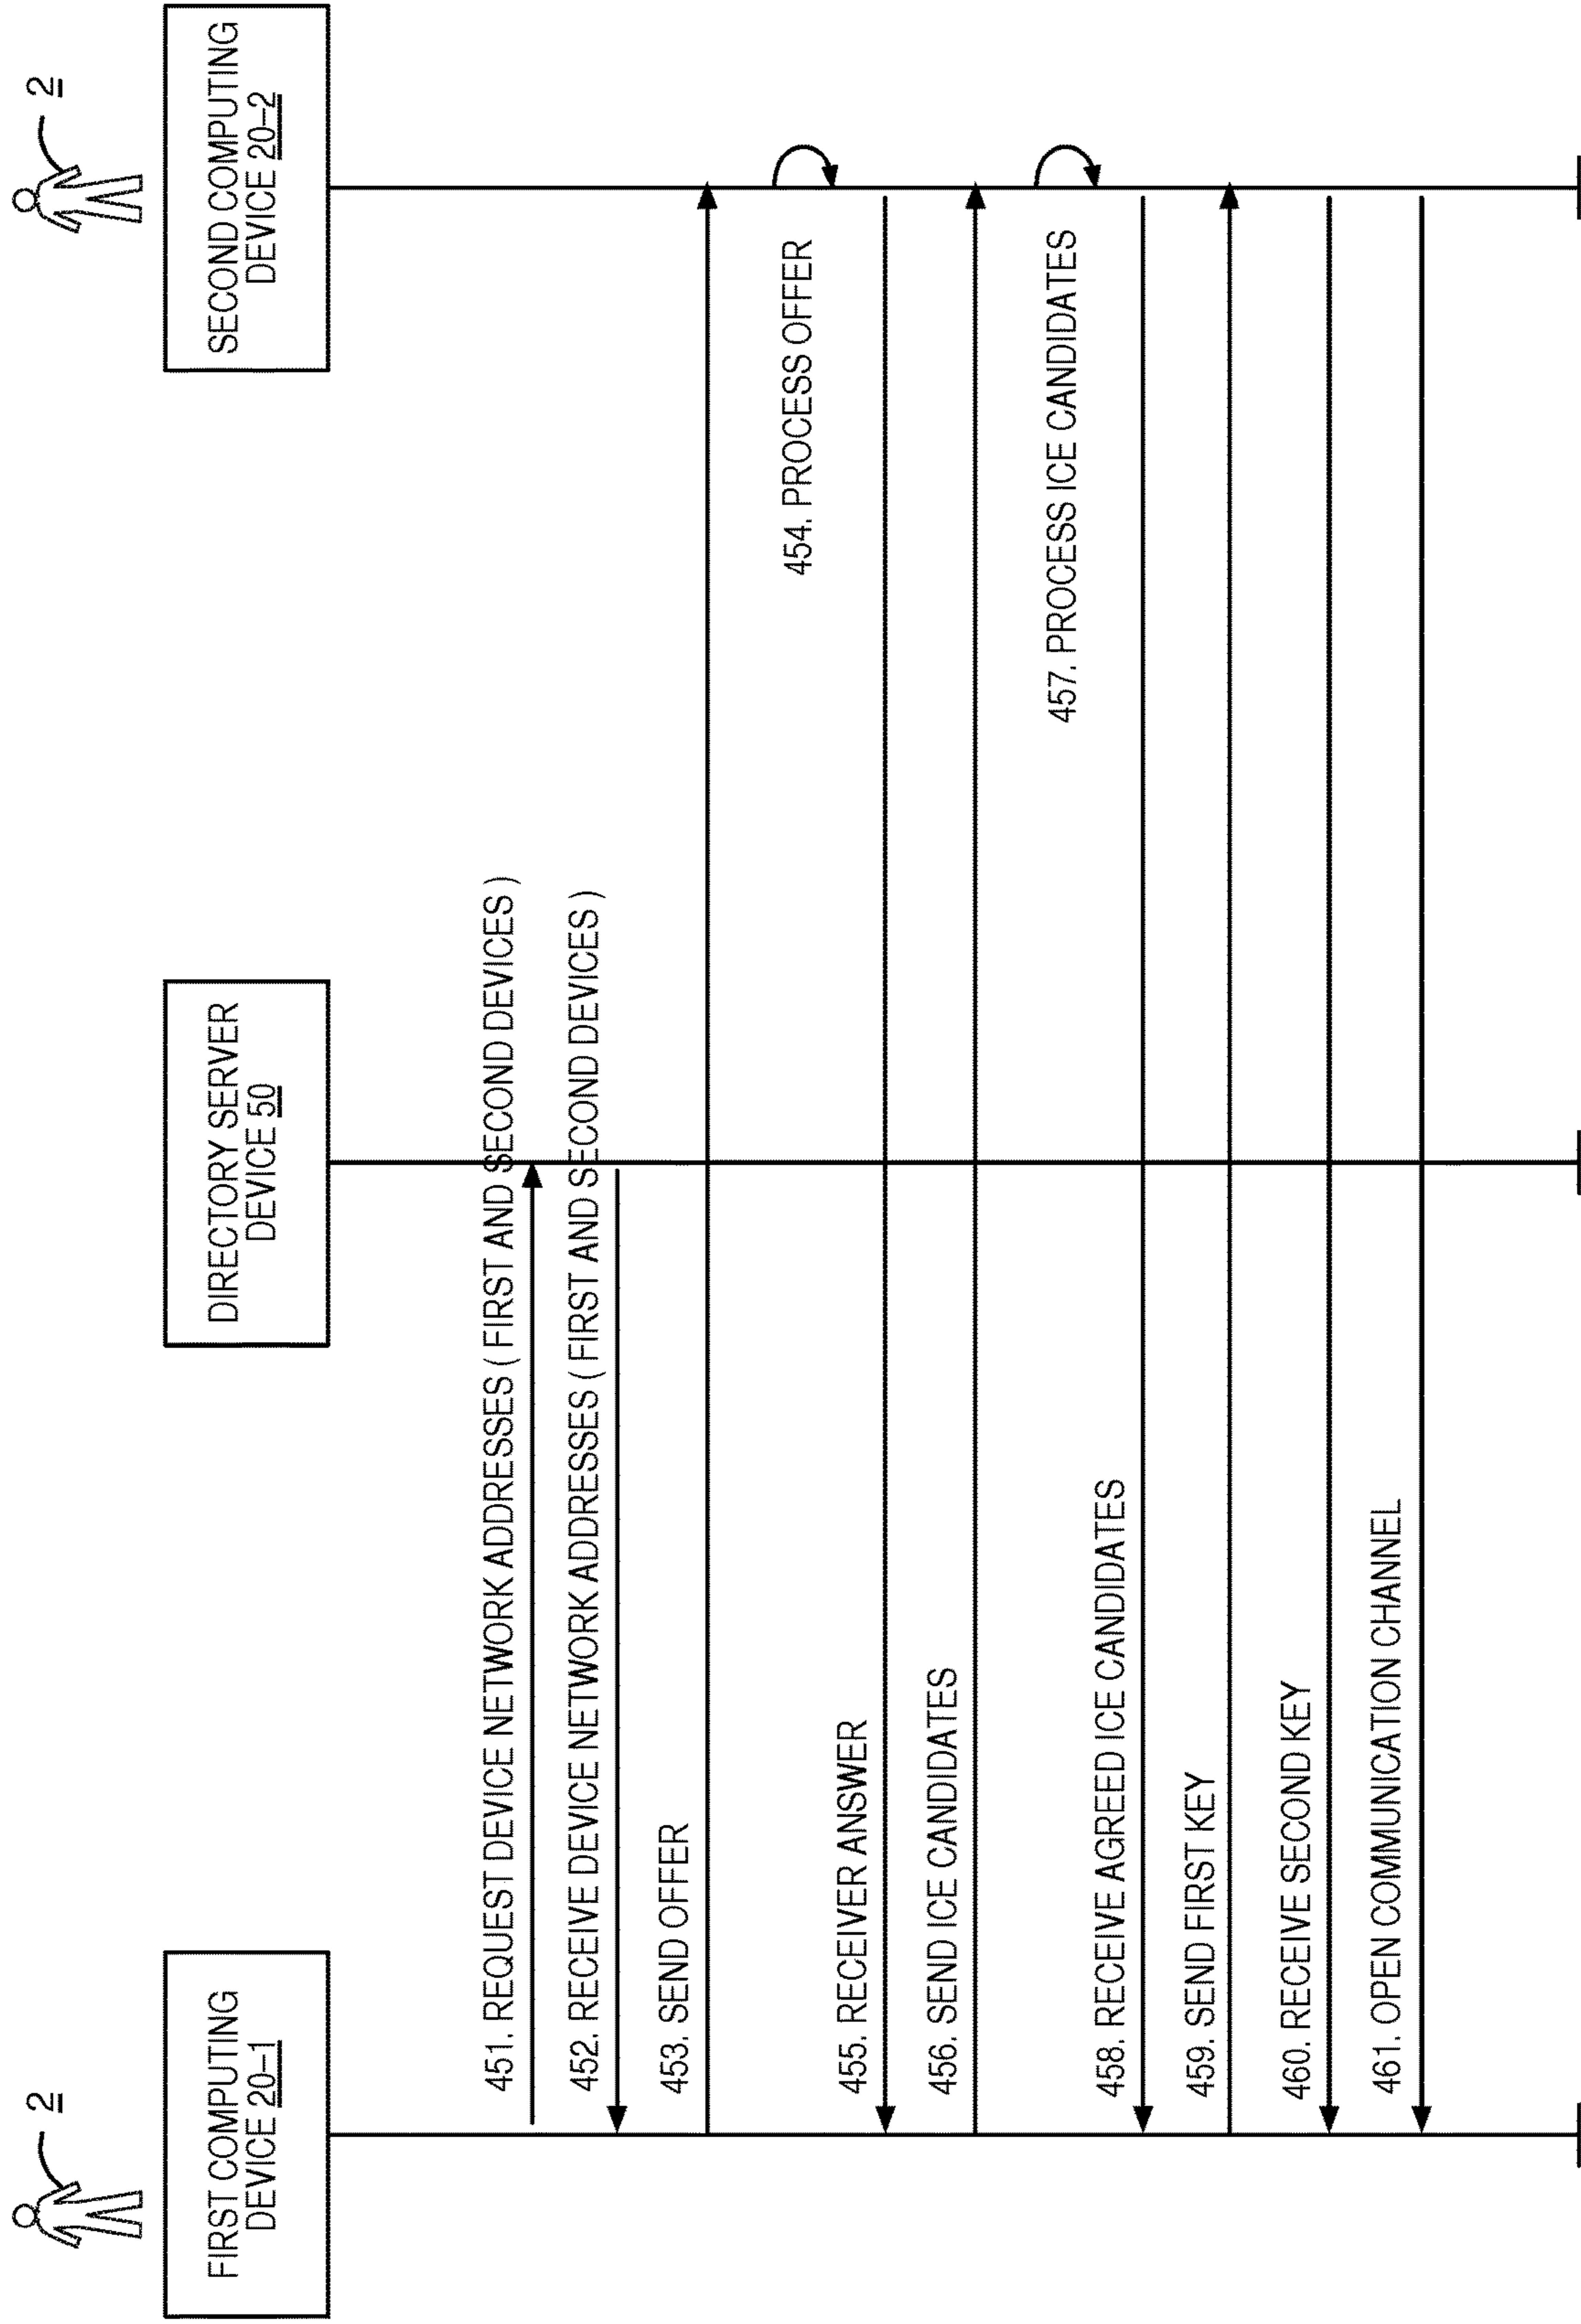 2
2
FIRST COMPUTING
DEVICE 20–1
DIRECTORY SERVER
DEVICE 50
SECOND COMPUTING
DEVICE 20–2
451. REQUEST DEVICE NETWORK ADDRESSES ( FIRST AND SECOND DEVICES )
452. RECEIVE DEVICE NETWORK ADDRESSES ( FIRST AND SECOND DEVICES )
453. SEND OFFER
454. PROCESS OFFER
455. RECEIVER ANSWER
456. SEND ICE CANDIDATES
457. PROCESS ICE CANDIDATES
458. RECEIVE AGREED ICE CANDIDATES
459. SEND FIRST KEY
460. RECEIVE SECOND KEY
461. OPEN COMMUNICATION CHANNEL